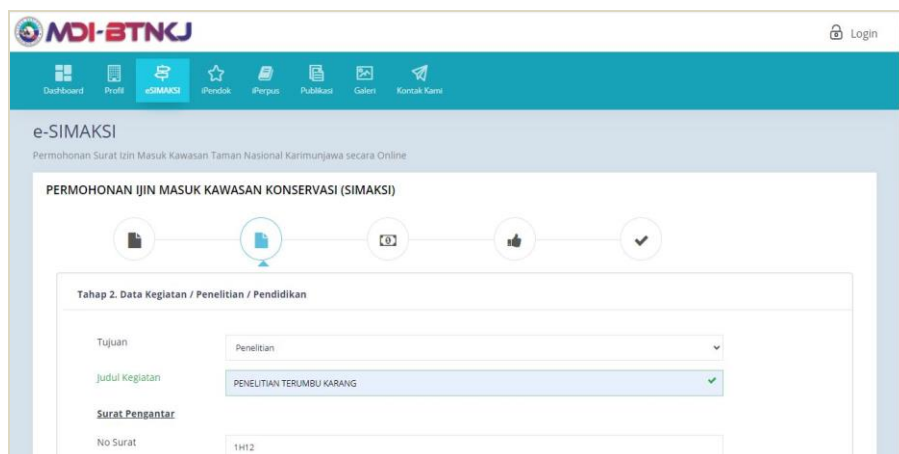 MDI-BTNKJ
Login
Dashboard Profil eSIMAKSI iPendok iPerpus Publikasi Galeri Kontak Kami
e-SIMAKSI
Permohonan Surat Izin Masuk Kawasan Taman Nasional Karimunjawa secara Online
PERMOHONAN IJIN MASUK KAWASAN KONSERVASI (SIMAKSI)
Tahap 2. Data Kegiatan / Penelitian / Pendidikan
Tujuan Penelitian
Judul Kegiatan PENELITIAN TERUMBU KARANG
Surat Pengantar
No Surat 1H12